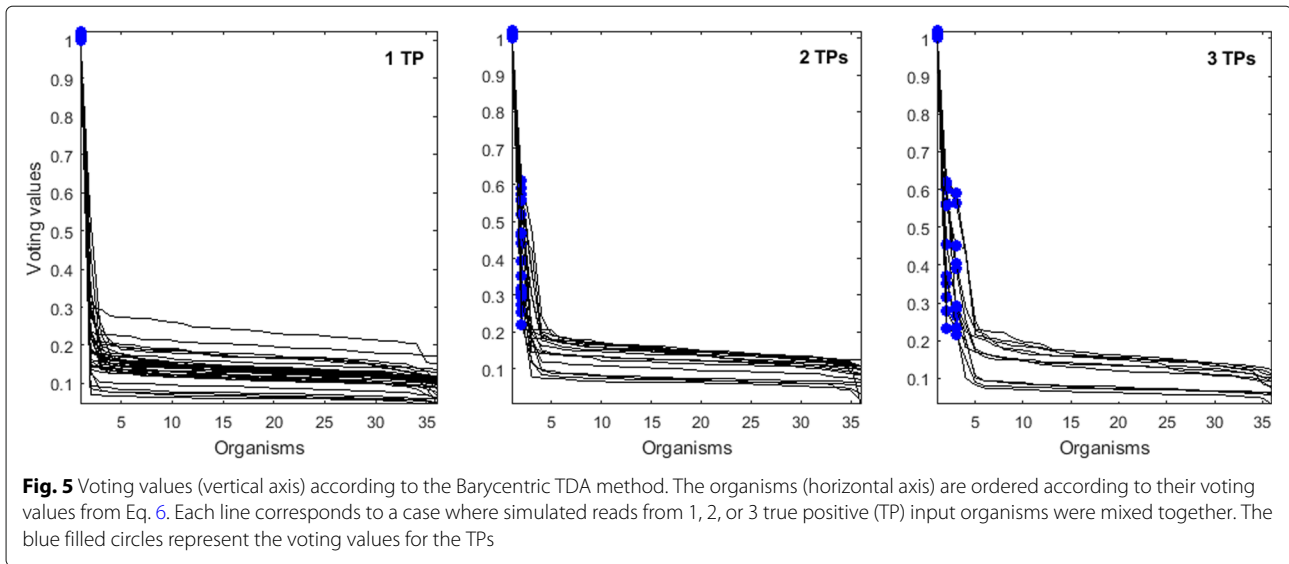 1 TP
1
0.9
0.8
0.7
0.6
0.5
0.4
0.3
0.2
0.1
Voting values
5 10 15 20 25 30 35
Organisms
2 TPs
1
0.9
0.8
0.7
0.6
0.5
0.4
0.3
0.2
0.1
5 10 15 20 25 30 35
Organisms
3 TPs
1
0.9
0.8
0.7
0.6
0.5
0.4
0.3
0.2
0.1
5 10 15 20 25 30 35
Organisms
Fig. 5 Voting values (vertical axis) according to the Barycentric TDA method. The organisms (horizontal axis) are ordered according to their voting
values from Eq. 6. Each line corresponds to a case where simulated reads from 1, 2, or 3 true positive (TP) input organisms were mixed together. The
blue filled circles represent the voting values for the TPs